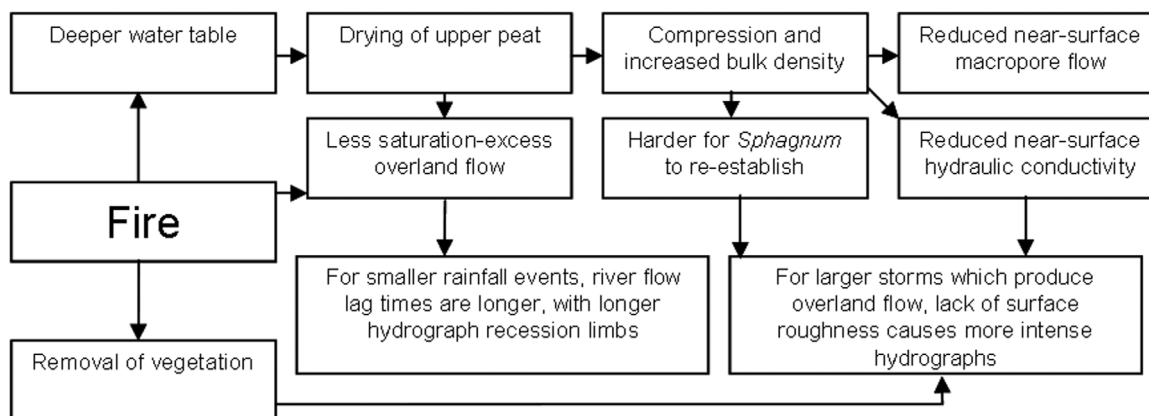 Deeper water table
Drying of upper peat
Compression and
increased bulk density
Reduced near-surface
macropore flow
Less saturation-excess
overland flow
Harder for Sphagnum
to re-establish
Reduced near-surface
hydraulic conductivity
Fire
For smaller rainfall events, river flow
lag times are longer, with longer
hydrograph recession limbs
For larger storms which produce
overland flow, lack of surface
roughness causes more intense
hydrographs
Removal of vegetation